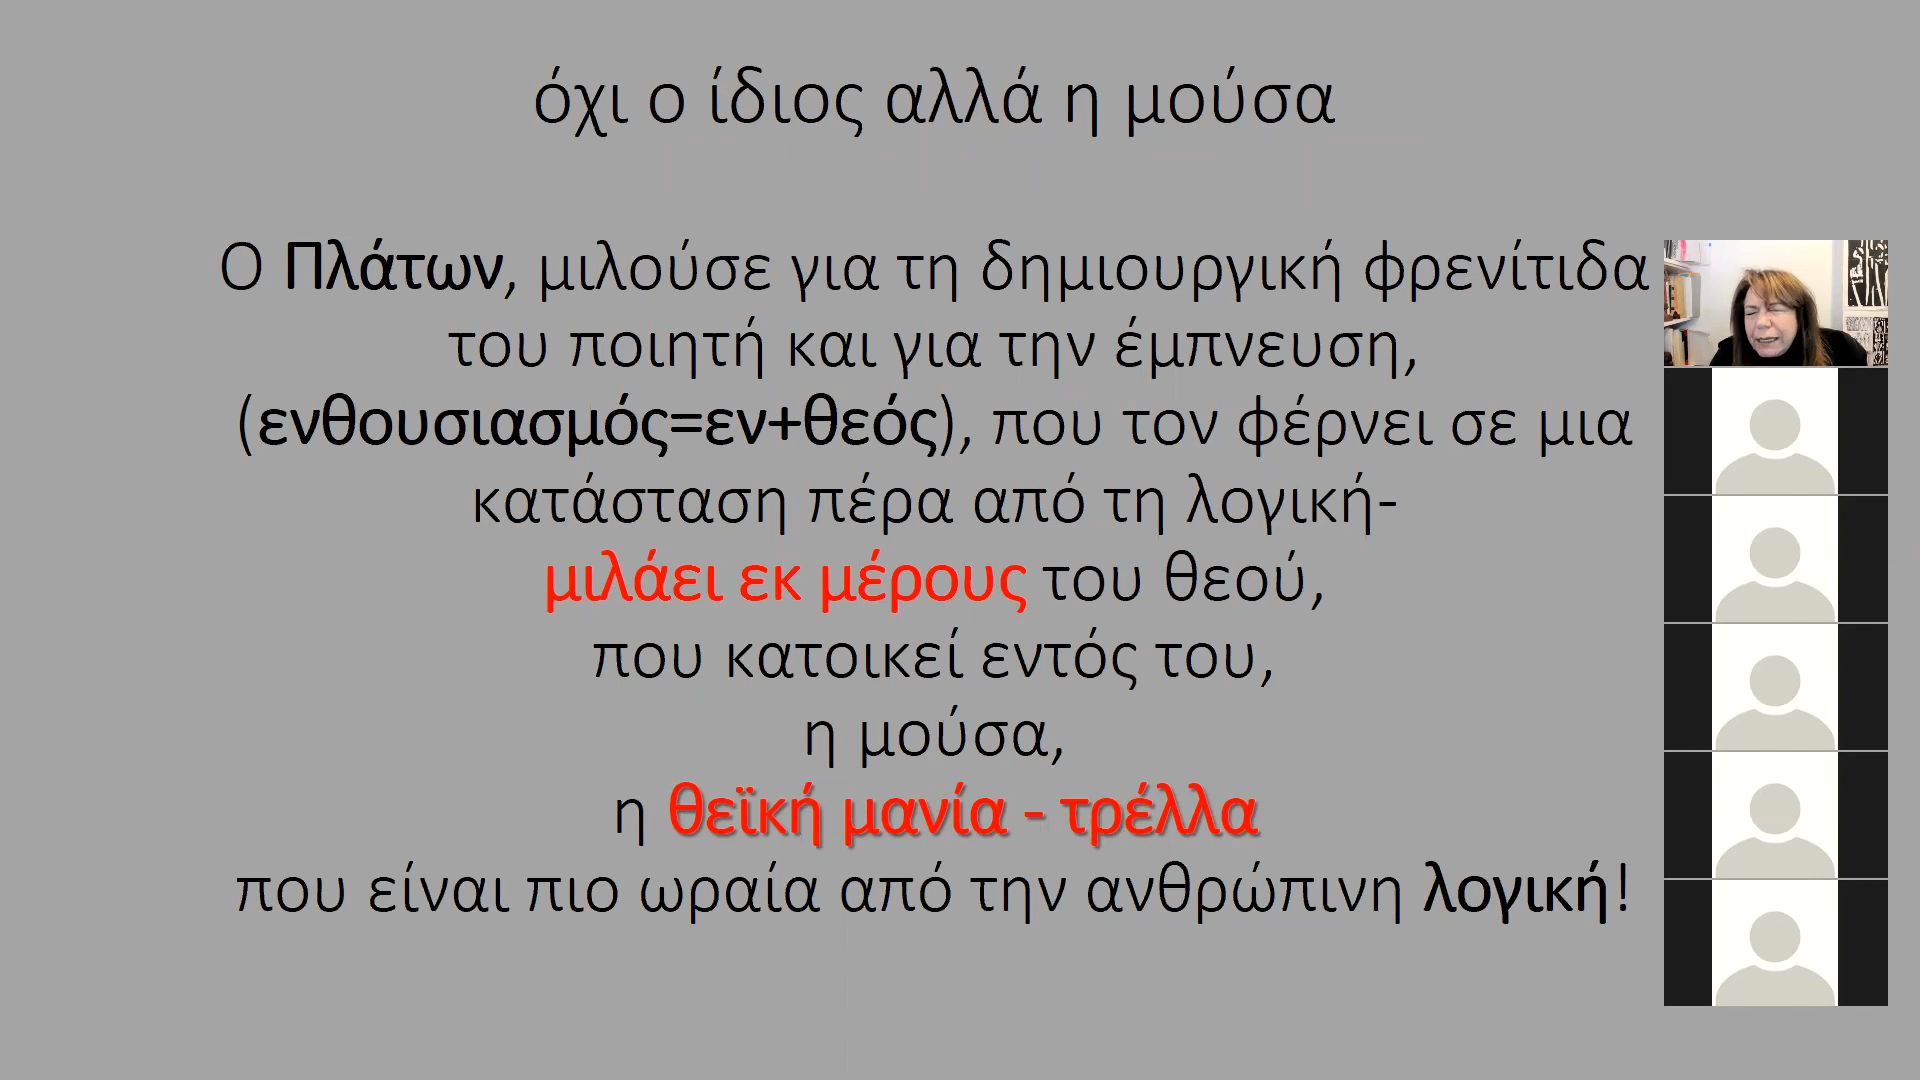 όχι ο ίδιος αλλά η μούσα
Ο Πλάτων, μιλούσε για τη δημιουργική φρενίτιδα
του ποιητή και για την έμπνευση,
(ενθουσιασμός=εν+θεός), που τον φέρνει σε μια
κατάσταση πέρα από τη λογική-
μιλάει εκ μέρους του θεού,
που κατοικεί εντός του,
η μούσα,
η θεϊκή μανία - τρέλλα
που είναι πιο ωραία από την ανθρώπινη λογική!